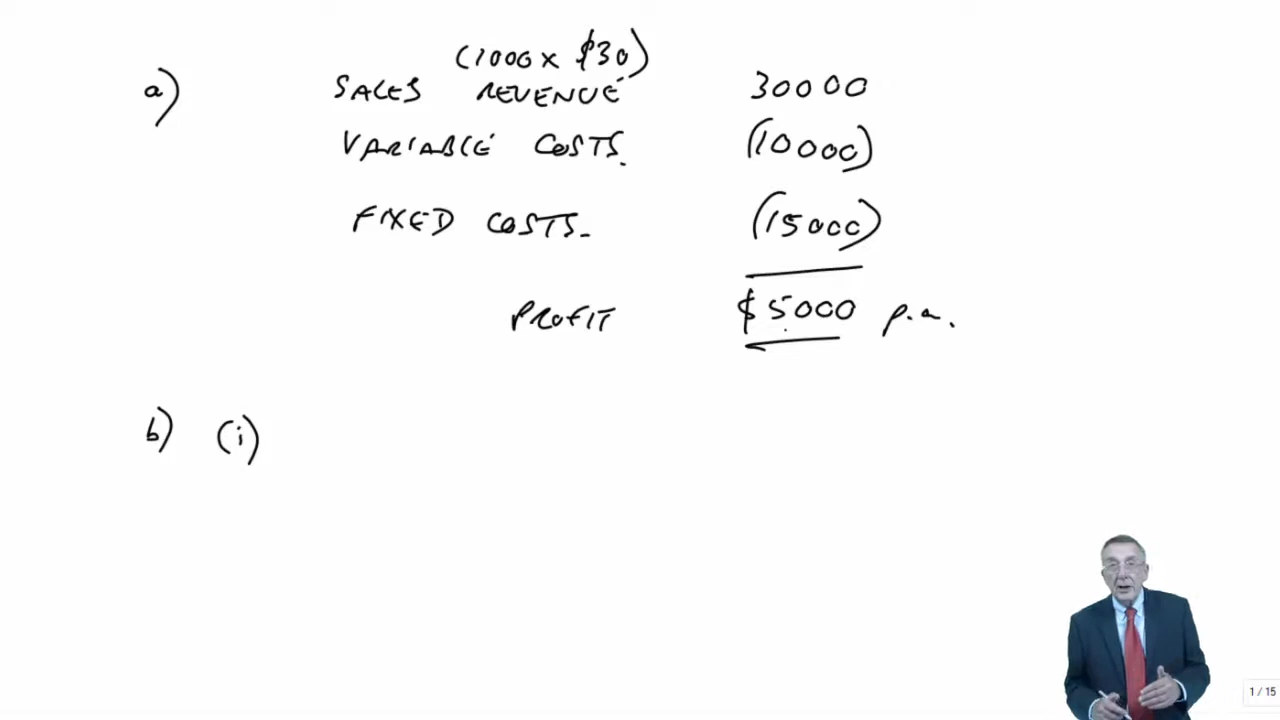 (1000 x $30)
a) SALES REVENUE 30000
VARIABLE COSTS. (10000)
FIXED COSTS. (15000)
PROFIT $5000 p.a.
b) (i)
1 / 15